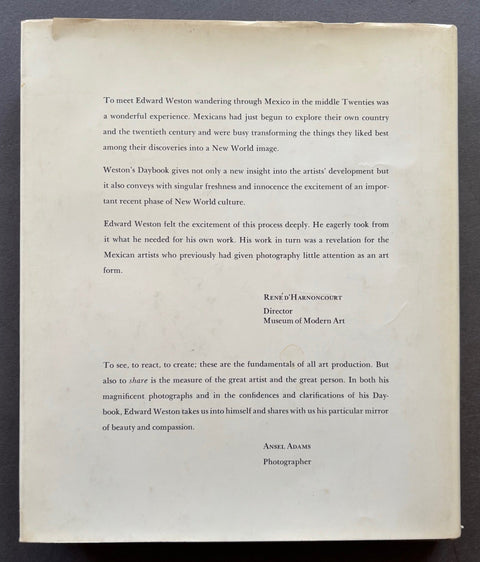 To meet Edward Weston wandering through Mexico in the middle Twenties was
a wonderful experience. Mexicans had just begun to explore their own country
and the twentieth century and were busy transforming the things they liked best
among their discoveries into a New World image.
Weston's Daybook gives not only a new insight into the artists' development but
it also conveys with singular freshness and innocence the excitement of an impor-
tant recent phase of New World culture.
Edward Weston felt the excitement of this process deeply. He eagerly took from
it what he needed for his own work. His work in turn was a revelation for the
Mexican artists who previously had given photography little attention as an art
form.
René d'Harnoncourt
Director
Museum of Modern Art
To see, to react, to create; these are the fundamentals of all art production. But
also to share is the measure of the great artist and the great person. In both his
magnificent photographs and in the confidences and clarifications of his Day-
book, Edward Weston takes us into himself and shares with us his particular mirror
of beauty and compassion.
Ansel Adams
Photographer